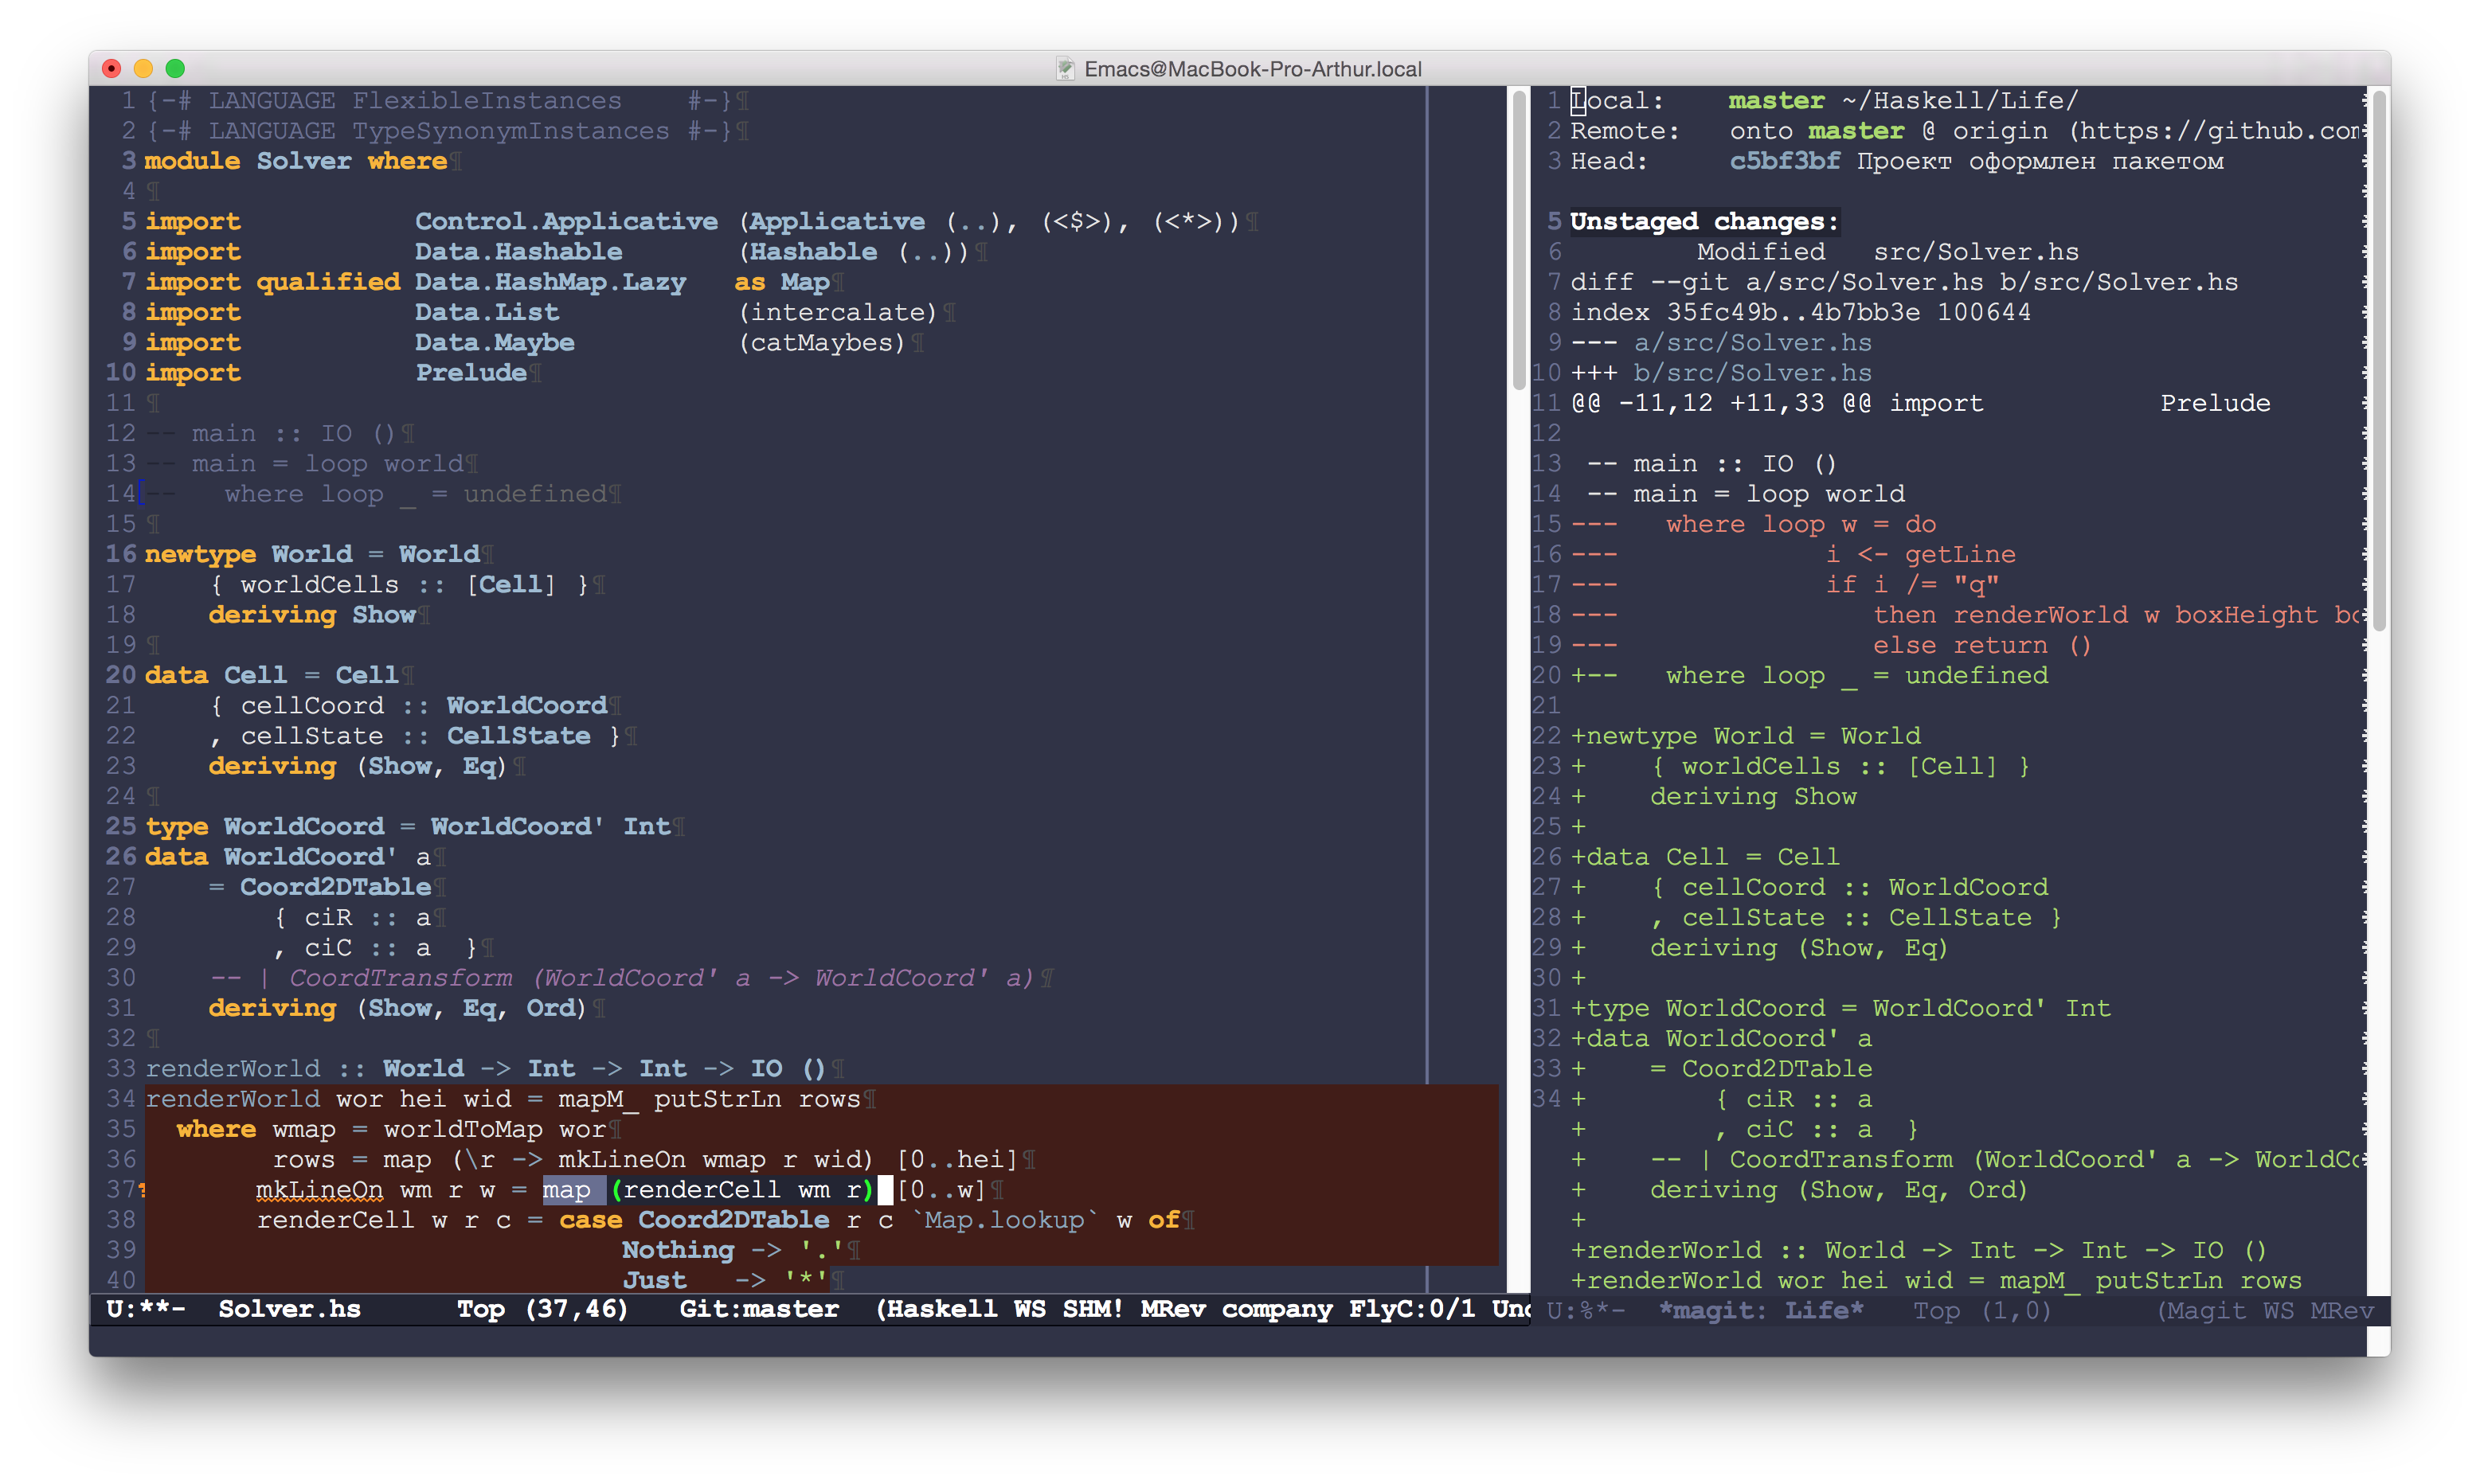 Emacs@MacBook-Pro-Arthur.local
1 {-# LANGUAGE FlexibleInstances    #-}¶
2 {-# LANGUAGE TypeSynonymInstances #-}¶
3 module Solver where¶
4 ¶
5 import           Control.Applicative (Applicative (..), (<$>), (<*>))¶
6 import           Data.Hashable       (Hashable (..))¶
7 import qualified Data.HashMap.Lazy   as Map¶
8 import           Data.List           (intercalate)¶
9 import           Data.Maybe          (catMaybes)¶
10 import           Prelude¶
11 ¶
12 -- main :: IO ()¶
13 -- main = loop world¶
14 --   where loop _ = undefined¶
15 ¶
16 newtype World = World¶
17     { worldCells :: [Cell] }¶
18     deriving Show¶
19 ¶
20 data Cell = Cell¶
21     { cellCoord :: WorldCoord¶
22     , cellState :: CellState }¶
23     deriving (Show, Eq)¶
24 ¶
25 type WorldCoord = WorldCoord' Int¶
26 data WorldCoord' a¶
27     = Coord2DTable¶
28         { ciR :: a¶
29         , ciC :: a  }¶
30     -- | CoordTransform (WorldCoord' a -> WorldCoord' a)¶
31     deriving (Show, Eq, Ord)¶
32 ¶
33 renderWorld :: World -> Int -> Int -> IO ()¶
34 renderWorld wor hei wid = mapM_ putStrLn rows¶
35   where wmap = worldToMap wor¶
36         rows = map (\r -> mkLineOn wmap r wid) [0..hei]¶
37        mkLineOn wm r w = map (renderCell wm r) [0..w]¶
38        renderCell w r c = case Coord2DTable r c `Map.lookup` w of¶
39                               Nothing -> '.'¶
40                               Just   -> '*'¶
U:**-  Solver.hs      Top (37,46)   Git:master  (Haskell WS SHM! MRev company FlyC:0/1 Und
1 Local:    master ~/Haskell/Life/
2 Remote:   onto master @ origin (https://github.com
3 Head:     c5bf3bf Проект оформлен пакетом
5 Unstaged changes:
6         Modified   src/Solver.hs
7 diff --git a/src/Solver.hs b/src/Solver.hs
8 index 35fc49b..4b7bb3e 100644
9 --- a/src/Solver.hs
10 +++ b/src/Solver.hs
11 @@ -11,12 +11,33 @@ import           Prelude
12
13  -- main :: IO ()
14  -- main = loop world
15 ---   where loop w = do
16 ---             i <- getLine
17 ---             if i /= "q"
18 ---                then renderWorld w boxHeight bo
19 ---                else return ()
20 +--   where loop _ = undefined
21
22 +newtype World = World
23 +    { worldCells :: [Cell] }
24 +    deriving Show
25 +
26 +data Cell = Cell
27 +    { cellCoord :: WorldCoord
28 +    , cellState :: CellState }
29 +    deriving (Show, Eq)
30 +
31 +type WorldCoord = WorldCoord' Int
32 +data WorldCoord' a
33 +    = Coord2DTable
34 +        { ciR :: a
+        , ciC :: a  }
+    -- | CoordTransform (WorldCoord' a -> WorldCo
+    deriving (Show, Eq, Ord)
+
+renderWorld :: World -> Int -> Int -> IO ()
+renderWorld wor hei wid = mapM_ putStrLn rows
U:%*-  *magit: Life*   Top (1,0)      (Magit WS MRev